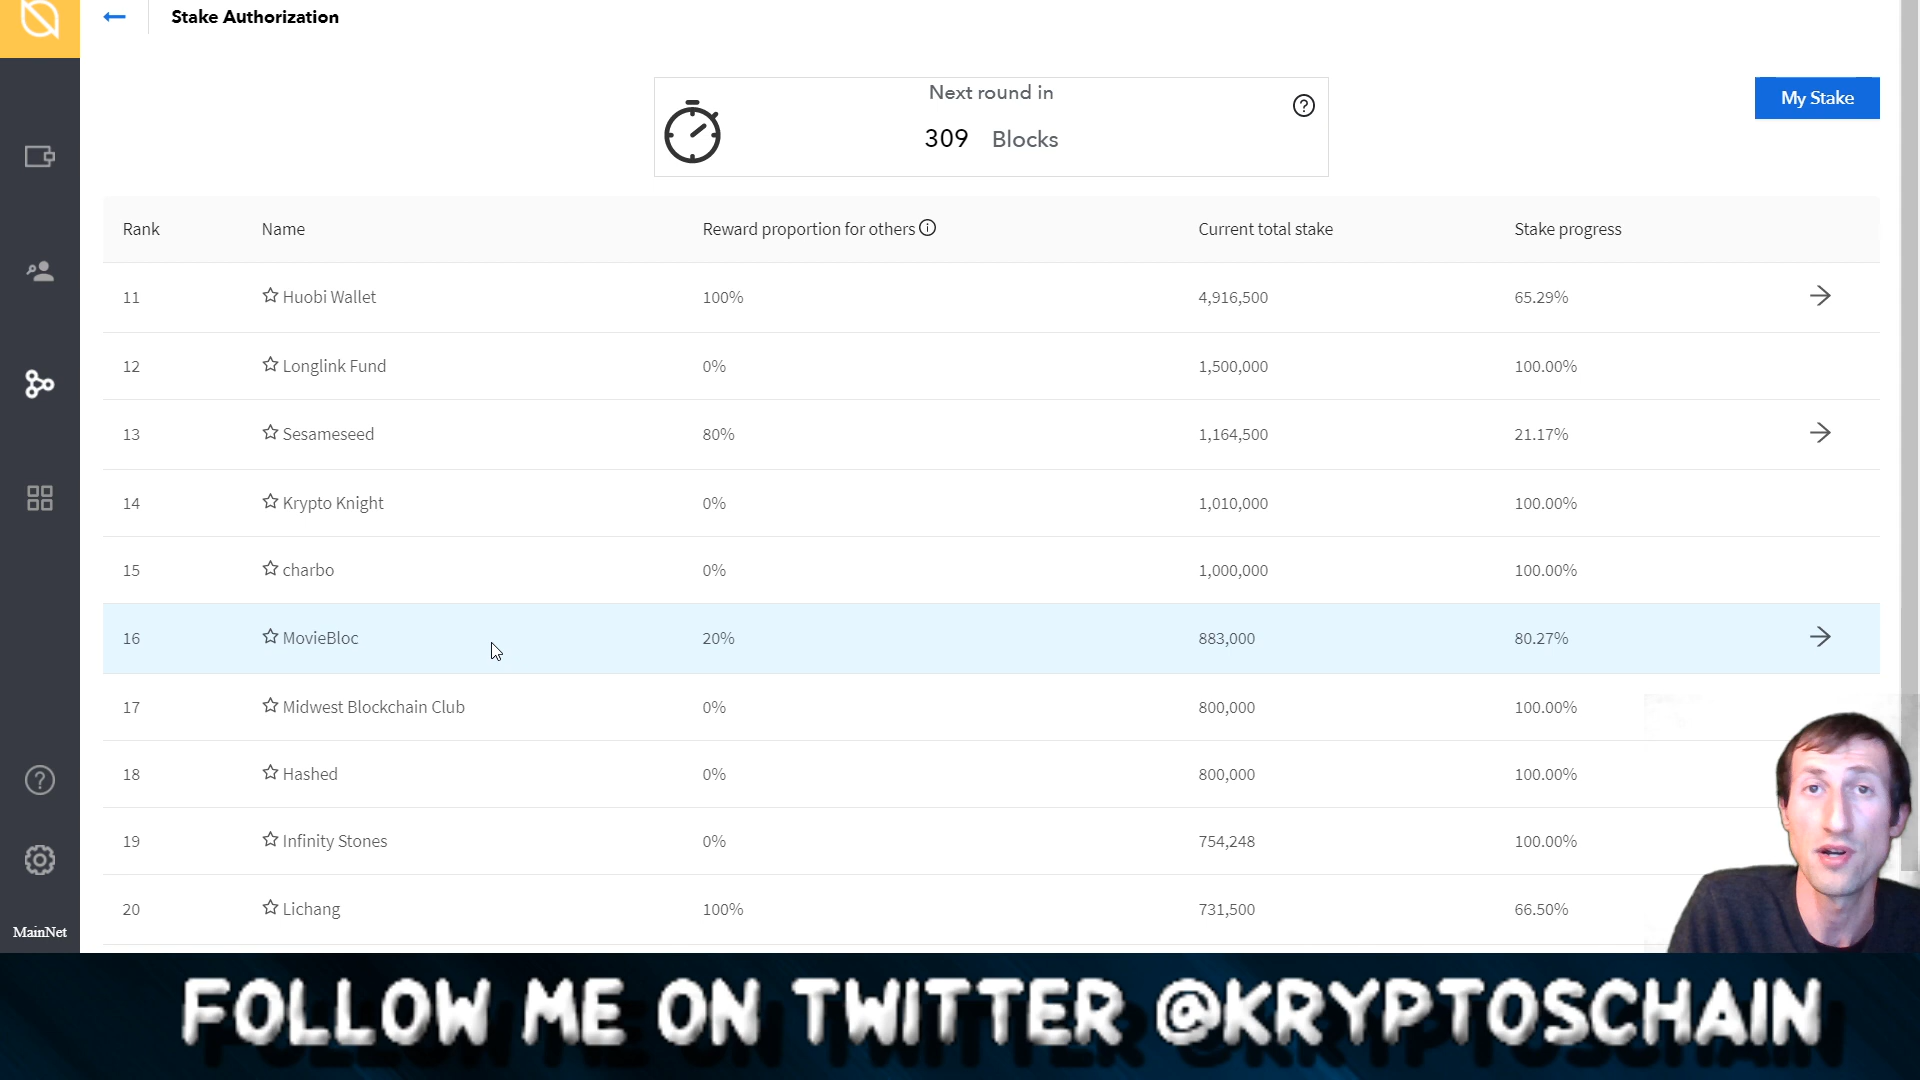 Stake Authorization
Next round in
309 Blocks
My Stake
Rank Name Reward proportion for others Current total stake Stake progress
11 Huobi Wallet 100% 4,916,500 65.29%
12 Longlink Fund 0% 1,500,000 100.00%
13 Sesameseed 80% 1,164,500 21.17%
14 Krypto Knight 0% 1,010,000 100.00%
15 charbo 0% 1,000,000 100.00%
16 MovieBloc 20% 883,000 80.27%
17 Midwest Blockchain Club 0% 800,000 100.00%
18 Hashed 0% 800,000 100.00%
19 Infinity Stones 0% 754,248 100.00%
20 Lichang 100% 731,500 66.50%
MainNet
FOLLOW ME ON TWITTER @KRYPTOSCHAIN